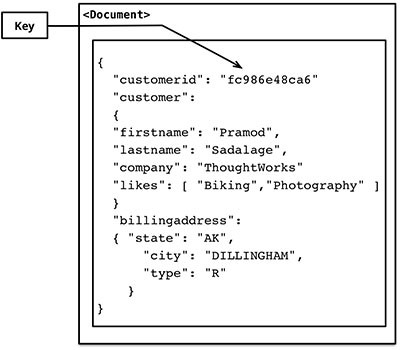 <Document>
Key
{
"customerid": "fc986e48ca6"
"customer":
{
"firstname": "Pramod",
"lastname": "Sadalage",
"company": "ThoughtWorks"
"likes": [ "Biking","Photography" ]
}
"billingaddress":
{ "state": "AK",
"city": "DILLINGHAM",
"type": "R"
}
}